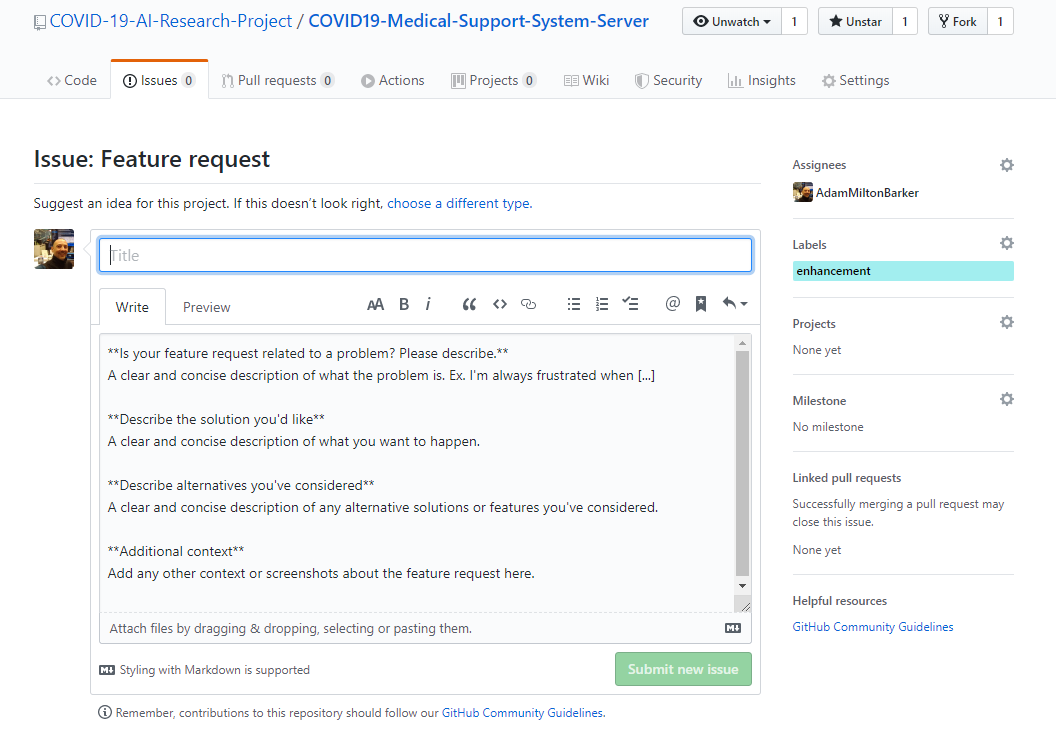 COVID-19-AI-Research-Project / COVID19-Medical-Support-System-Server
Unwatch 1 Unstar 1 Fork 1
Code Issues 0 Pull requests 0 Actions Projects 0 Wiki Security Insights Settings
Issue: Feature request
Suggest an idea for this project. If this doesn't look right, choose a different type.
Title
Write Preview AA B i
**Is your feature request related to a problem? Please describe.**
A clear and concise description of what the problem is. Ex. I'm always frustrated when [...]
**Describe the solution you'd like**
A clear and concise description of what you want to happen.
**Describe alternatives you've considered**
A clear and concise description of any alternative solutions or features you've considered.
**Additional context**
Add any other context or screenshots about the feature request here.
Attach files by dragging & dropping, selecting or pasting them.
Styling with Markdown is supported
Submit new issue
Remember, contributions to this repository should follow our GitHub Community Guidelines.
Assignees
AdamMiltonBarker
Labels
enhancement
Projects
None yet
Milestone
No milestone
Linked pull requests
Successfully merging a pull request may
close this issue.
None yet
Helpful resources
GitHub Community Guidelines